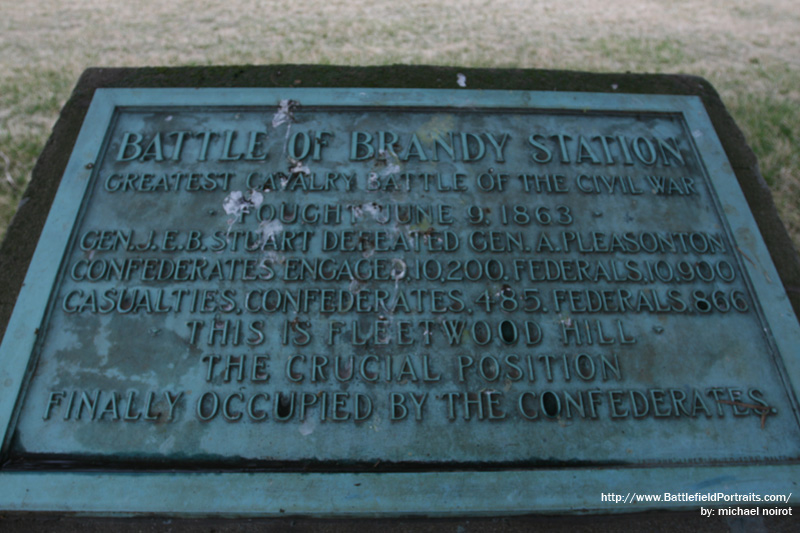 BATTLE OF BRANDY STATION
GREATEST CAVALRY BATTLE OF THE CIVIL WAR
· FOUGHT JUNE 9, 1863 ·
GEN. J.E.B. STUART DEFEATED GEN. A. PLEASONTON
CONFEDERATES ENGAGED, 10,200. FEDERALS, 10,900
CASUALTIES, CONFEDERATES, 485. FEDERALS, 866
· THIS IS FLEETWOOD HILL ·
THE CRUCIAL POSITION
FINALLY OCCUPIED BY THE CONFEDERATES.
http://www.BattlefieldPortraits.com/
by: michael noirot